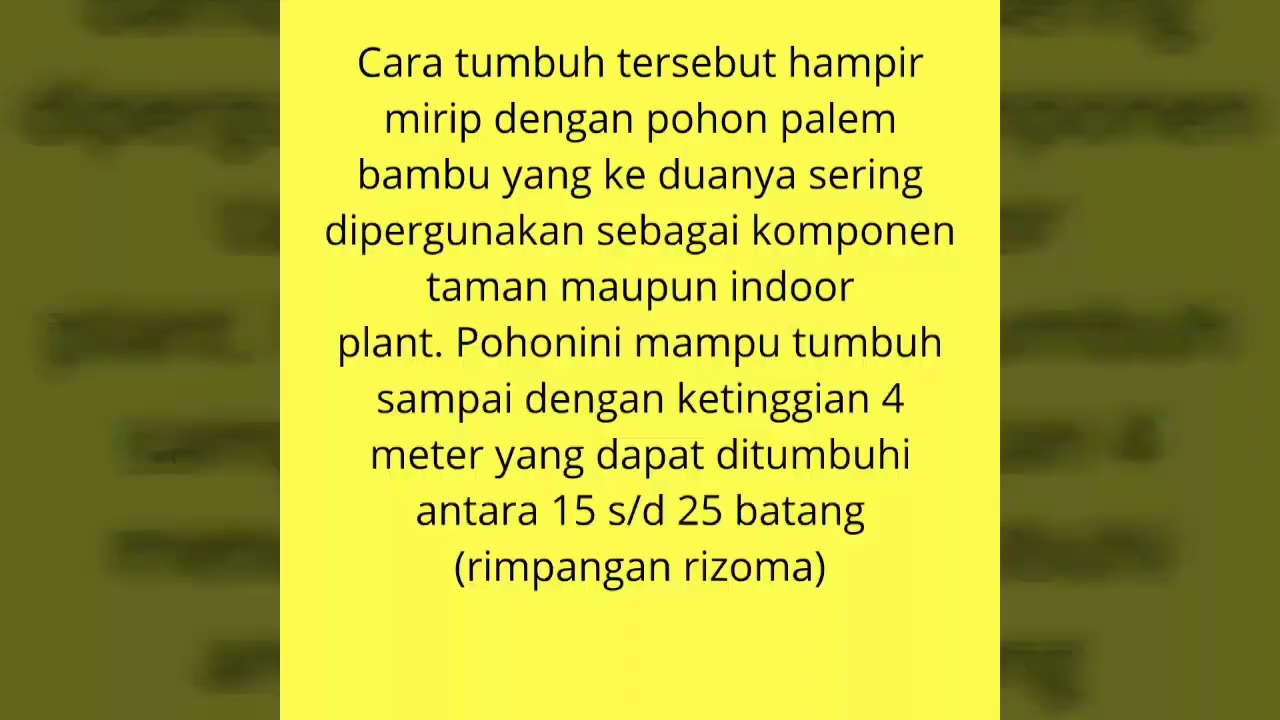 Cara tumbuh tersebut hampir
mirip dengan pohon palem
bambu yang ke duanya sering
dipergunakan sebagai komponen
taman maupun indoor
plant. Pohonini mampu tumbuh
sampai dengan ketinggian 4
meter yang dapat ditumbuhi
antara 15 s/d 25 batang
(rimpangan rizoma)